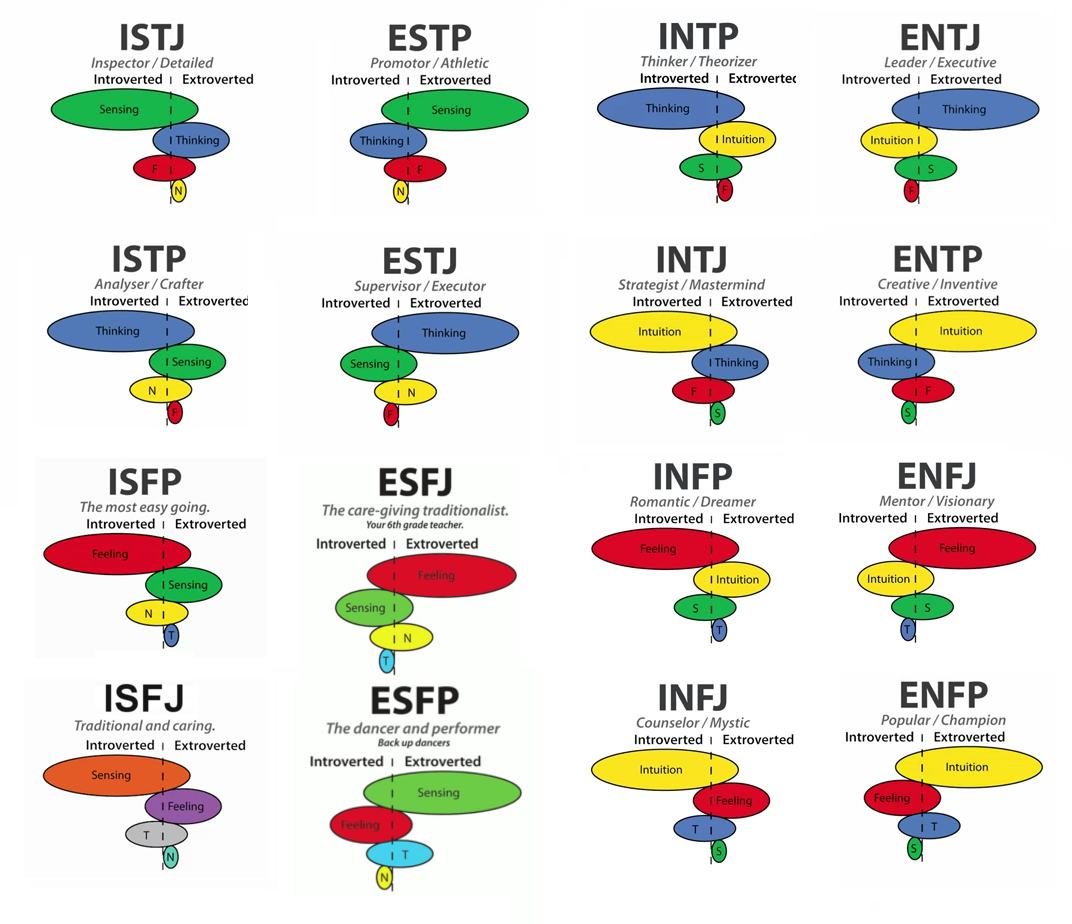 ISTJ
Inspector / Detailed
Introverted Extroverted
Sensing
Thinking
F
N
ESTP
Promotor / Athletic
Introverted Extroverted
Sensing
Thinking
F
N
INTP
Thinker / Theorizer
Introverted Extroverted
Thinking
Intuition
S
F
ENTJ
Leader / Executive
Introverted Extroverted
Thinking
Intuition
S
F
ISTP
Analyser / Crafter
Introverted Extroverted
Thinking
Sensing
N
F
ESTJ
Supervisor / Executor
Introverted Extroverted
Thinking
Sensing
N
F
INTJ
Strategist / Mastermind
Introverted Extroverted
Intuition
Thinking
F
S
ENTP
Creative / Inventive
Introverted Extroverted
Intuition
Thinking
F
S
ISFP
The most easy going.
Introverted Extroverted
Feeling
Sensing
N
T
ESFJ
The care-giving traditionalist.
Your 6th grade teacher.
Introverted Extroverted
Feeling
Sensing
N
T
INFP
Romantic / Dreamer
Introverted Extroverted
Feeling
Intuition
S
T
ENFJ
Mentor / Visionary
Introverted Extroverted
Feeling
Intuition
S
T
ISFJ
Traditional and caring.
Introverted Extroverted
Sensing
Feeling
T
N
ESFP
The dancer and performer
Back up dancers
Introverted Extroverted
Sensing
Feeling
T
N
INFJ
Counselor / Mystic
Introverted Extroverted
Intuition
Feeling
T
S
ENFP
Popular / Champion
Introverted Extroverted
Intuition
Feeling
T
S